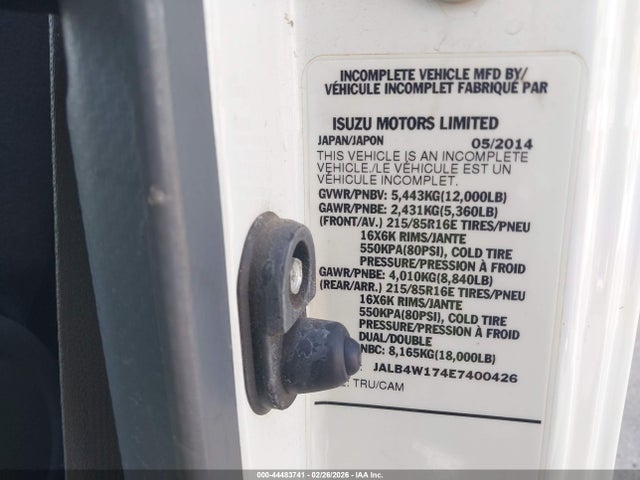 INCOMPLETE VEHICLE MFD BY/
VÉHICULE INCOMPLET FABRIQUÉ PAR
ISUZU MOTORS LIMITED
JAPAN/JAPON 05/2014
THIS VEHICLE IS AN INCOMPLETE
VEHICLE./LE VÉHICULE EST UN
VÉHICULE INCOMPLET.
GVWR/PNBV: 5,443KG(12,000LB)
GAWR/PNBE: 2,431KG(5,360LB)
(FRONT/AV.) 215/85R16E TIRES/PNEU
16X6K RIMS/JANTE
550KPA(80PSI), COLD TIRE
PRESSURE/PRESSION À FROID
GAWR/PNBE: 4,010KG(8,840LB)
(REAR/ARR.) 215/85R16E TIRES/PNEU
16X6K RIMS/JANTE
550KPA(80PSI), COLD TIRE
PRESSURE/PRESSION À FROID
DUAL/DOUBLE
PNBC: 8,165KG(18,000LB)
: JALB4W174E7400426
: TRU/CAM
000-44483741 - 02/26/2026 - IAA Inc.